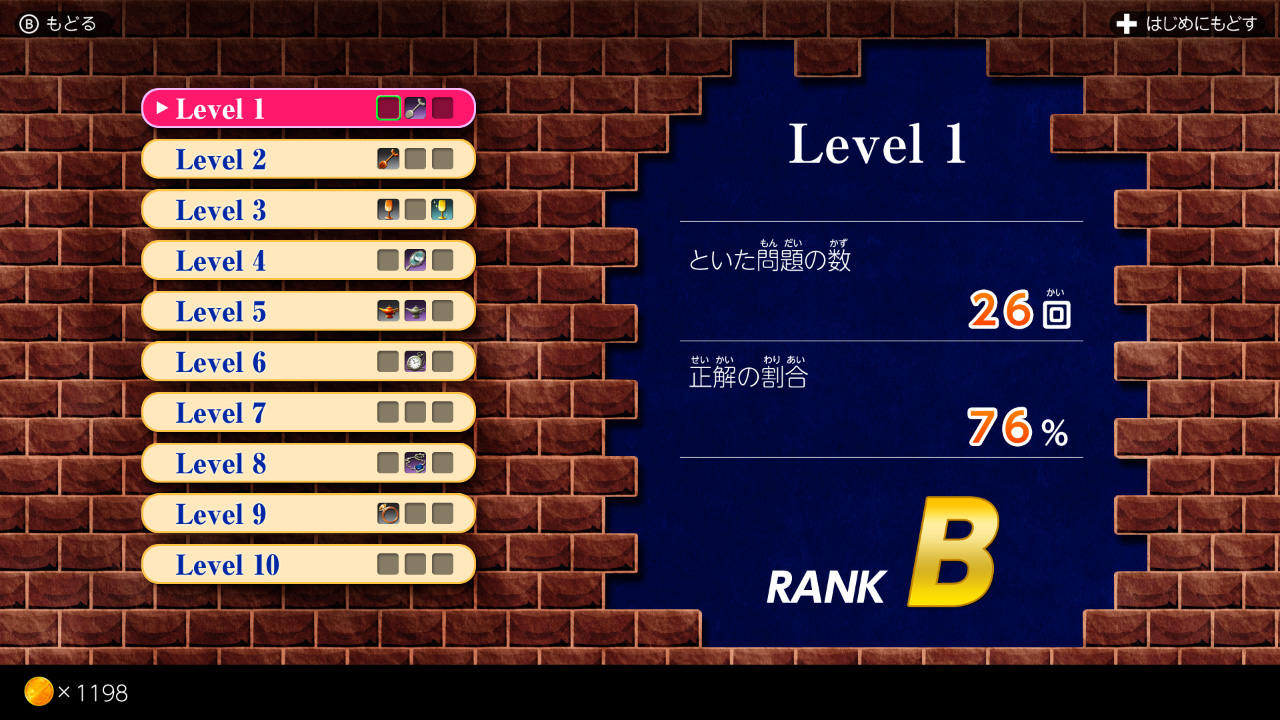 Ⓑ もどる
はじめにもどす
Level 1
Level 2
Level 3
Level 4
Level 5
Level 6
Level 7
Level 8
Level 9
Level 10
Level 1
もん だい かず
といた問題の数
かい
26回
せい かい わり あい
正解の割合
76%
RANK B
×1198